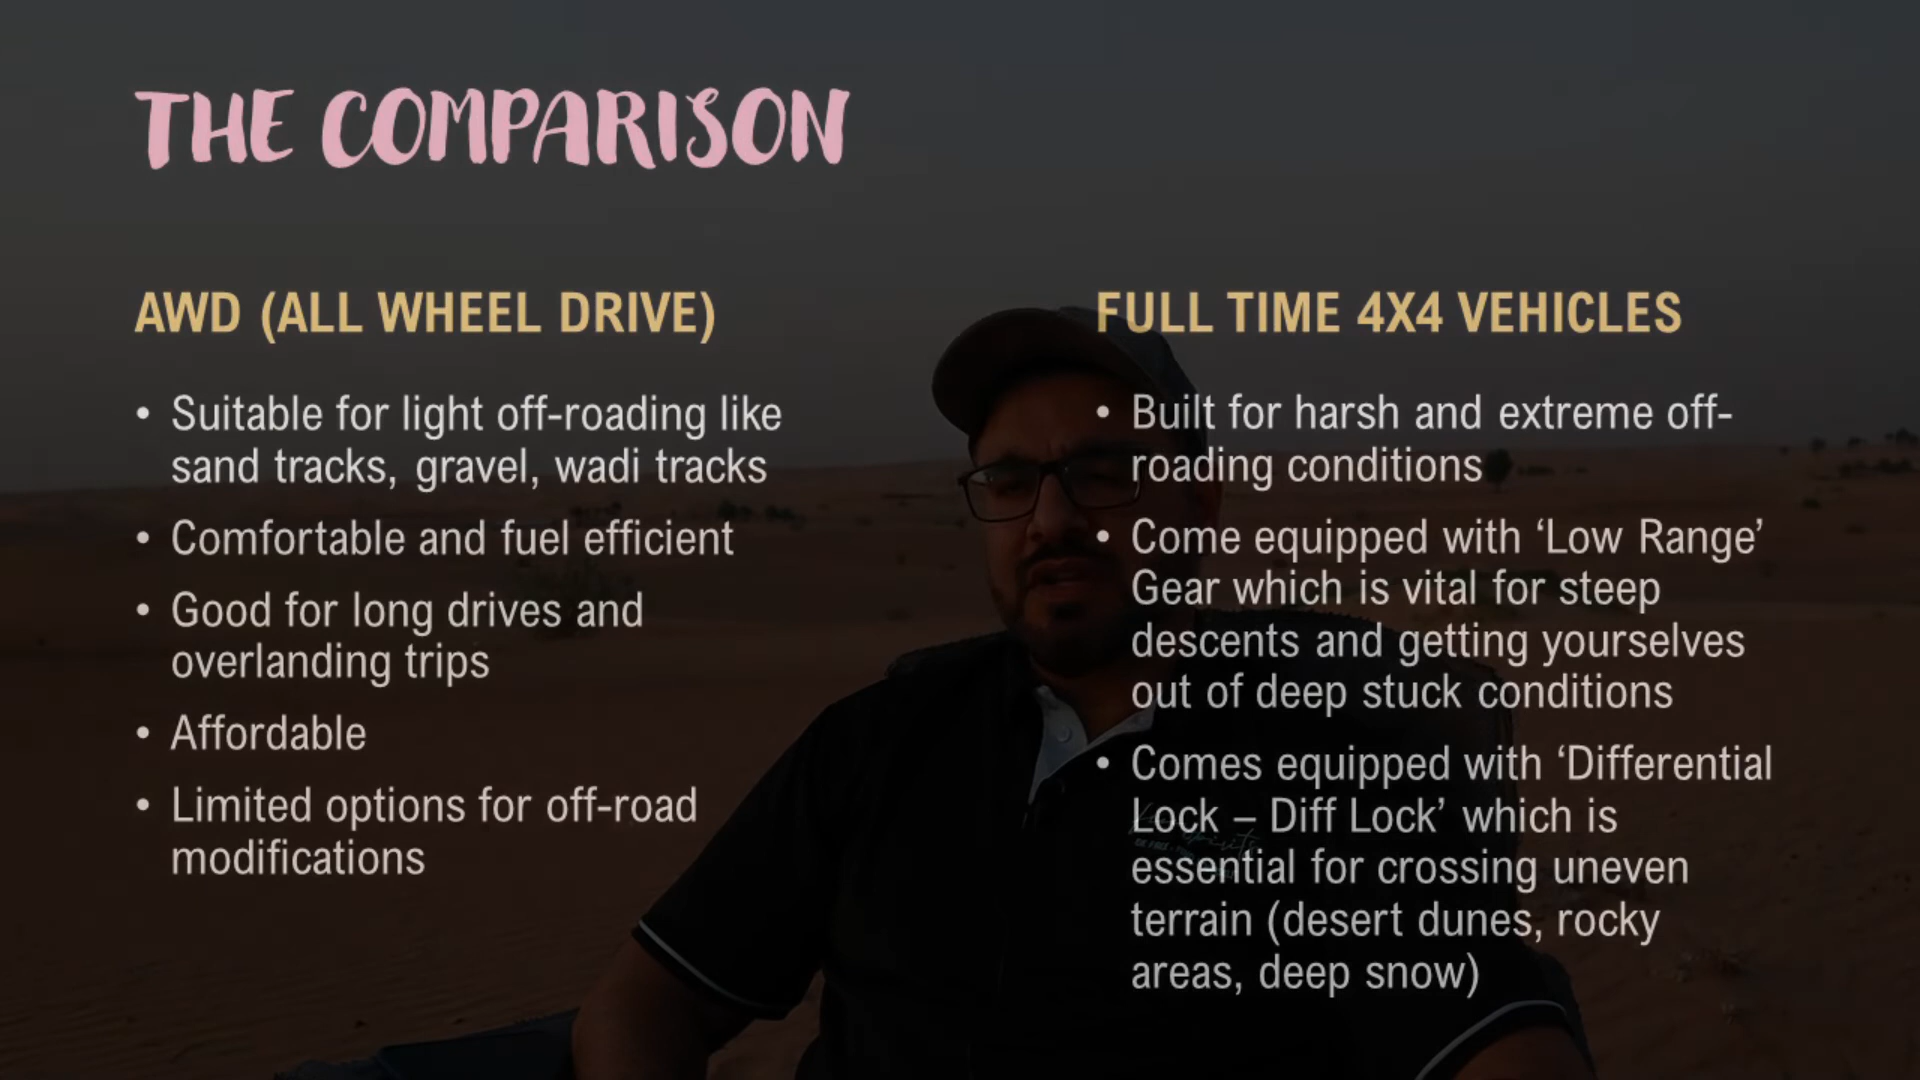 THE COMPARISON
AWD (ALL WHEEL DRIVE)
• Suitable for light off-roading like
sand tracks, gravel, wadi tracks
• Comfortable and fuel efficient
• Good for long drives and
overlanding trips
• Affordable
• Limited options for off-road
modifications
FULL TIME 4X4 VEHICLES
• Built for harsh and extreme off-
roading conditions
• Come equipped with ‘Low Range’
Gear which is vital for steep
descents and getting yourselves
out of deep stuck conditions
• Comes equipped with ‘Differential
Lock – Diff Lock’ which is
essential for crossing uneven
terrain (desert dunes, rocky
areas, deep snow)